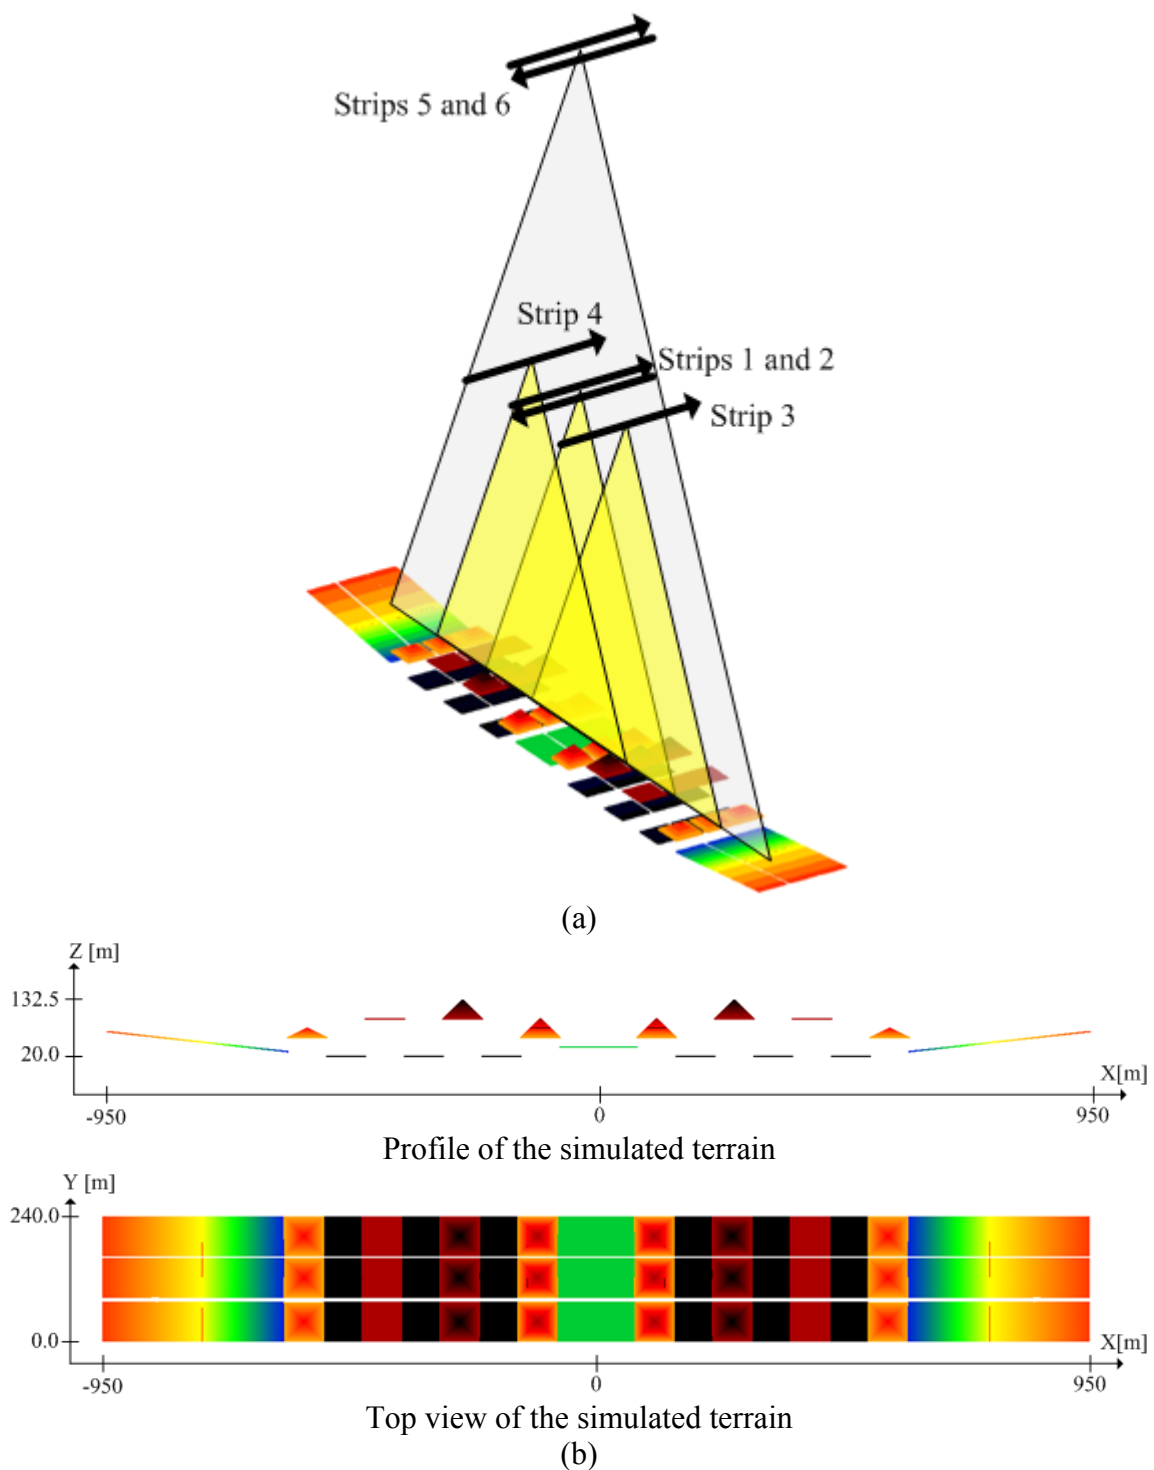 Strips 5 and 6
Strip 4
Strips 1 and 2
Strip 3
(a)
Z [m]
132.5
20.0
X[m]
-950
0
950
Profile of the simulated terrain
Y [m]
240.0
0.0
X[m]
-950
0
950
Top view of the simulated terrain
(b)